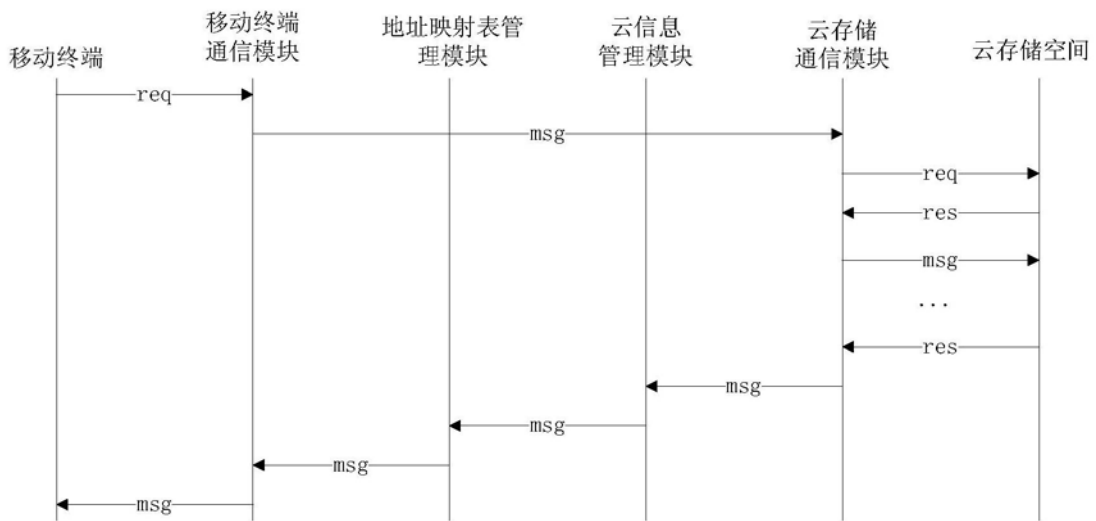 移动终端
移动终端
通信模块
地址映射表管
理模块
云信息
管理模块
云存储
通信模块
云存储空间
req
msg
req
res
msg
...
res
msg
msg
msg
msg